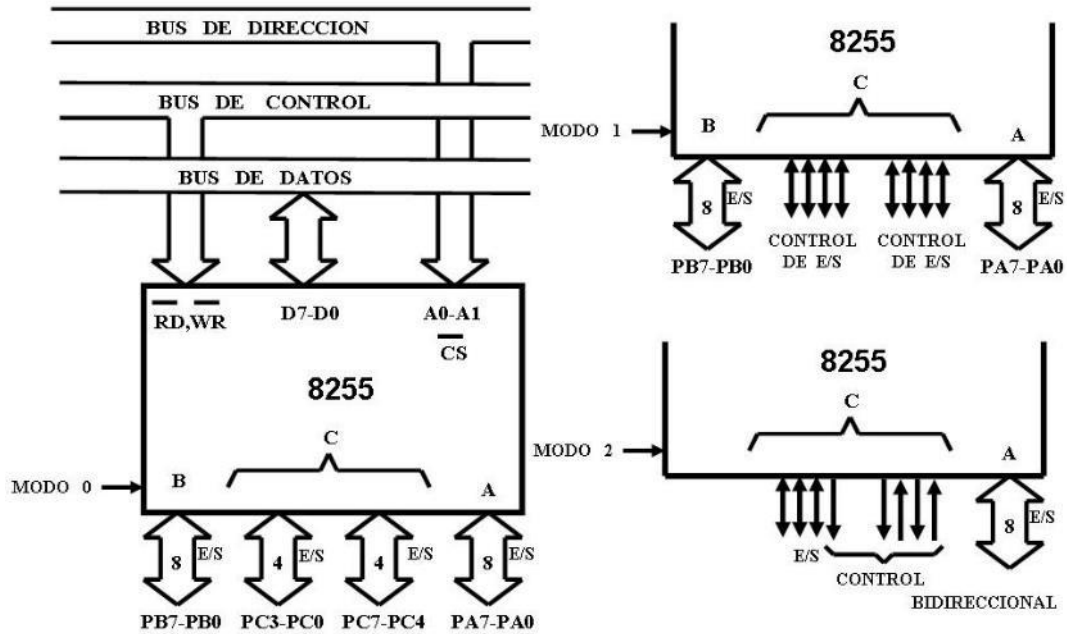 BUS DE DIRECCION
BUS DE CONTROL
BUS DE DATOS
RD,WR
D7-D0
A0-A1
CS
8255
C
MODO 0
B
A
8
E/S
4
E/S
4
E/S
8
E/S
PB7-PB0
PC3-PC0
PC7-PC4
PA7-PA0
8255
C
MODO 1
B
A
8
E/S
8
E/S
CONTROL
DE E/S
CONTROL
DE E/S
PB7-PB0
PA7-PA0
8255
C
MODO 2
A
8
E/S
E/S
CONTROL
BIDIRECCIONAL